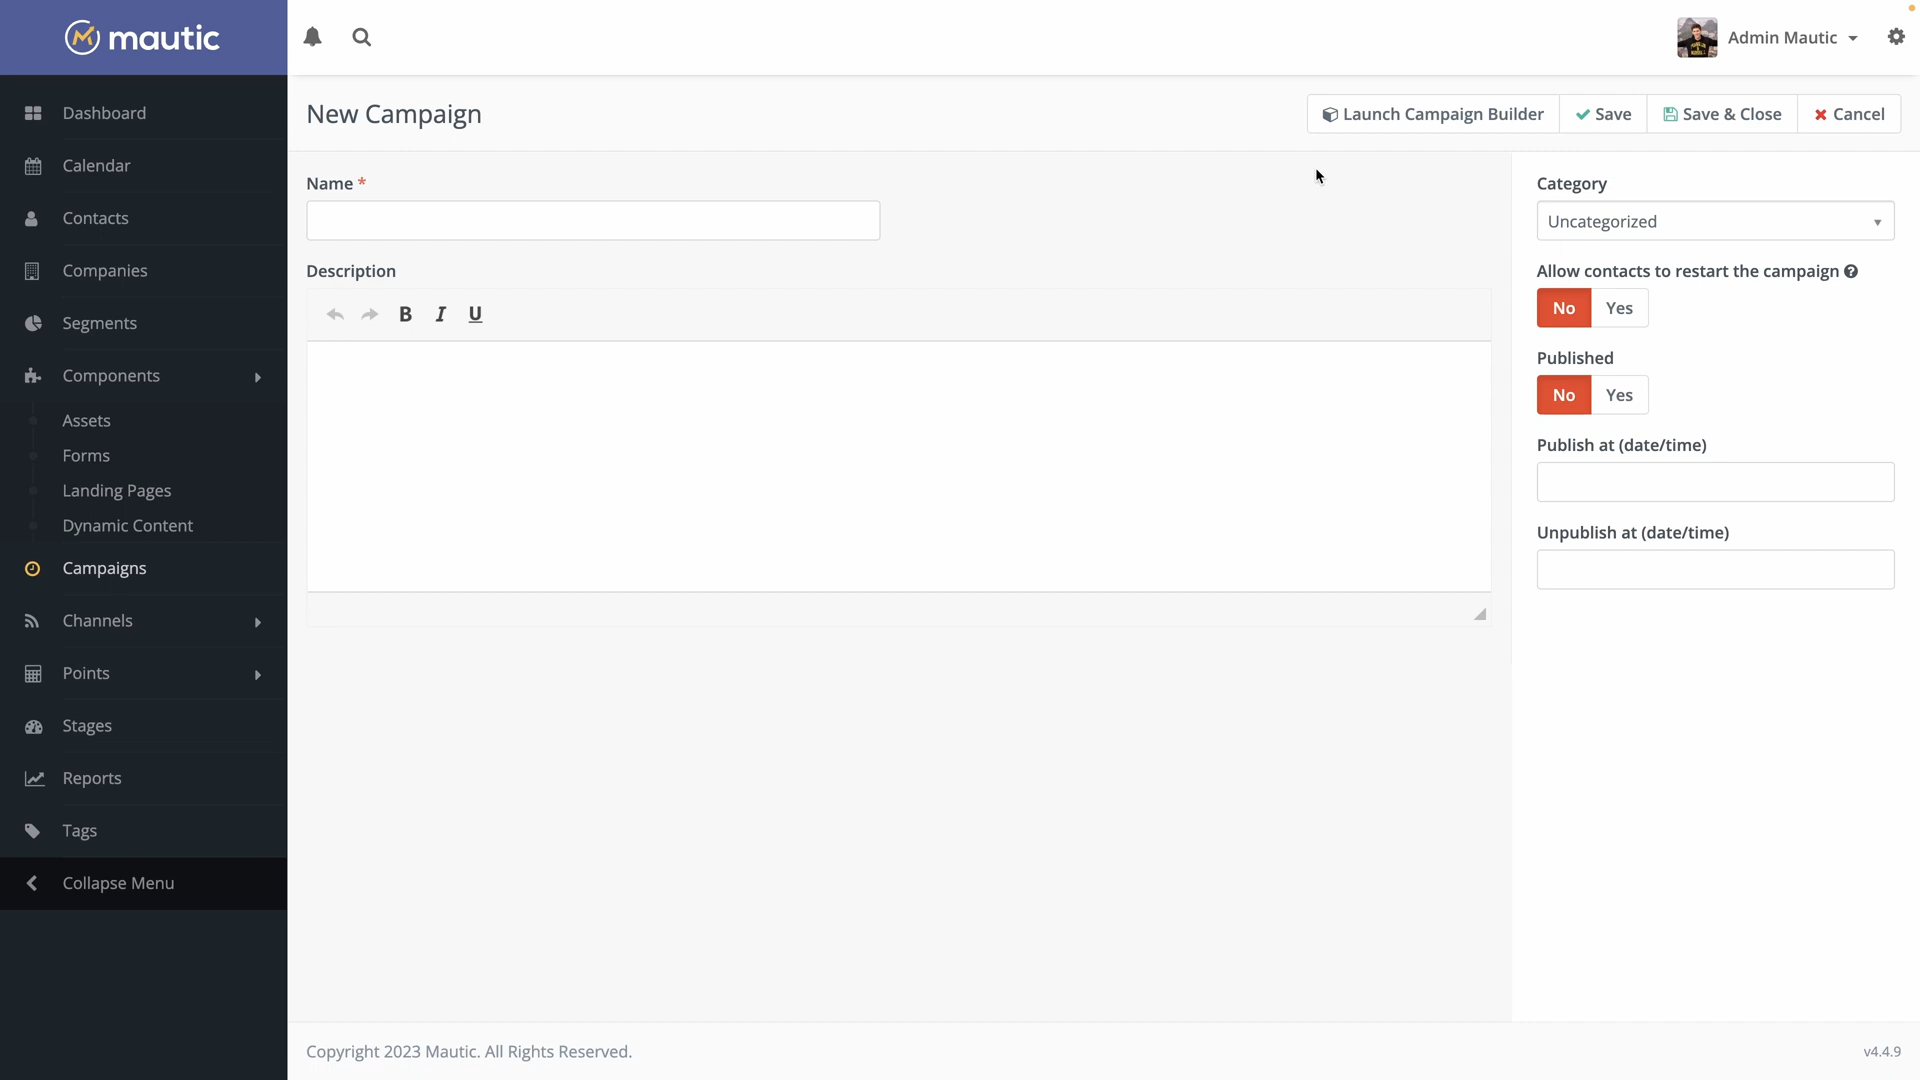 mautic
Admin Mautic
Dashboard
Calendar
Contacts
Companies
Segments
Components
Assets
Forms
Landing Pages
Dynamic Content
Campaigns
Channels
Points
Stages
Reports
Tags
Collapse Menu
New Campaign
Launch Campaign Builder
Save
Save & Close
Cancel
Name *
Description
B I U
Category
Uncategorized
Allow contacts to restart the campaign ?
No Yes
Published
No Yes
Publish at (date/time)
Unpublish at (date/time)
Copyright 2023 Mautic. All Rights Reserved.
v4.4.9